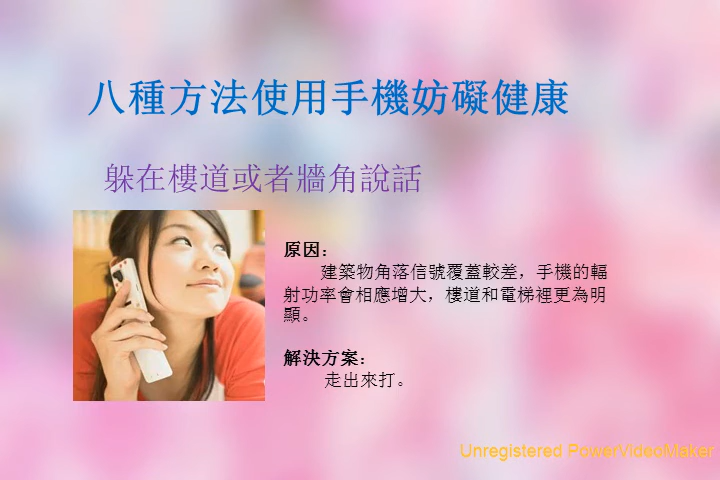 八種方法使用手機妨礙健康
躲在樓道或者牆角說話
原因：
建築物角落信號覆蓋較差，手機的輻
射功率會相應增大，樓道和電梯裡更為明
顯。
解決方案：
走出來打。
Unregistered PowerVideoMaker